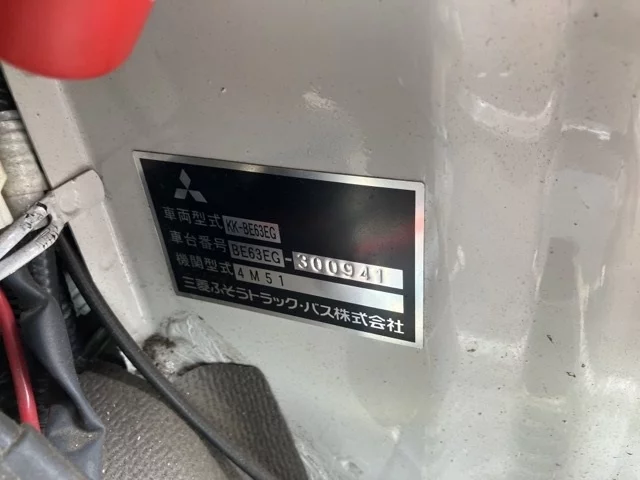 車両型式 KK-BE63EG
車台番号 BE63EG-300941
機関型式 4M51
三菱ふそうトラック・バス株式会社